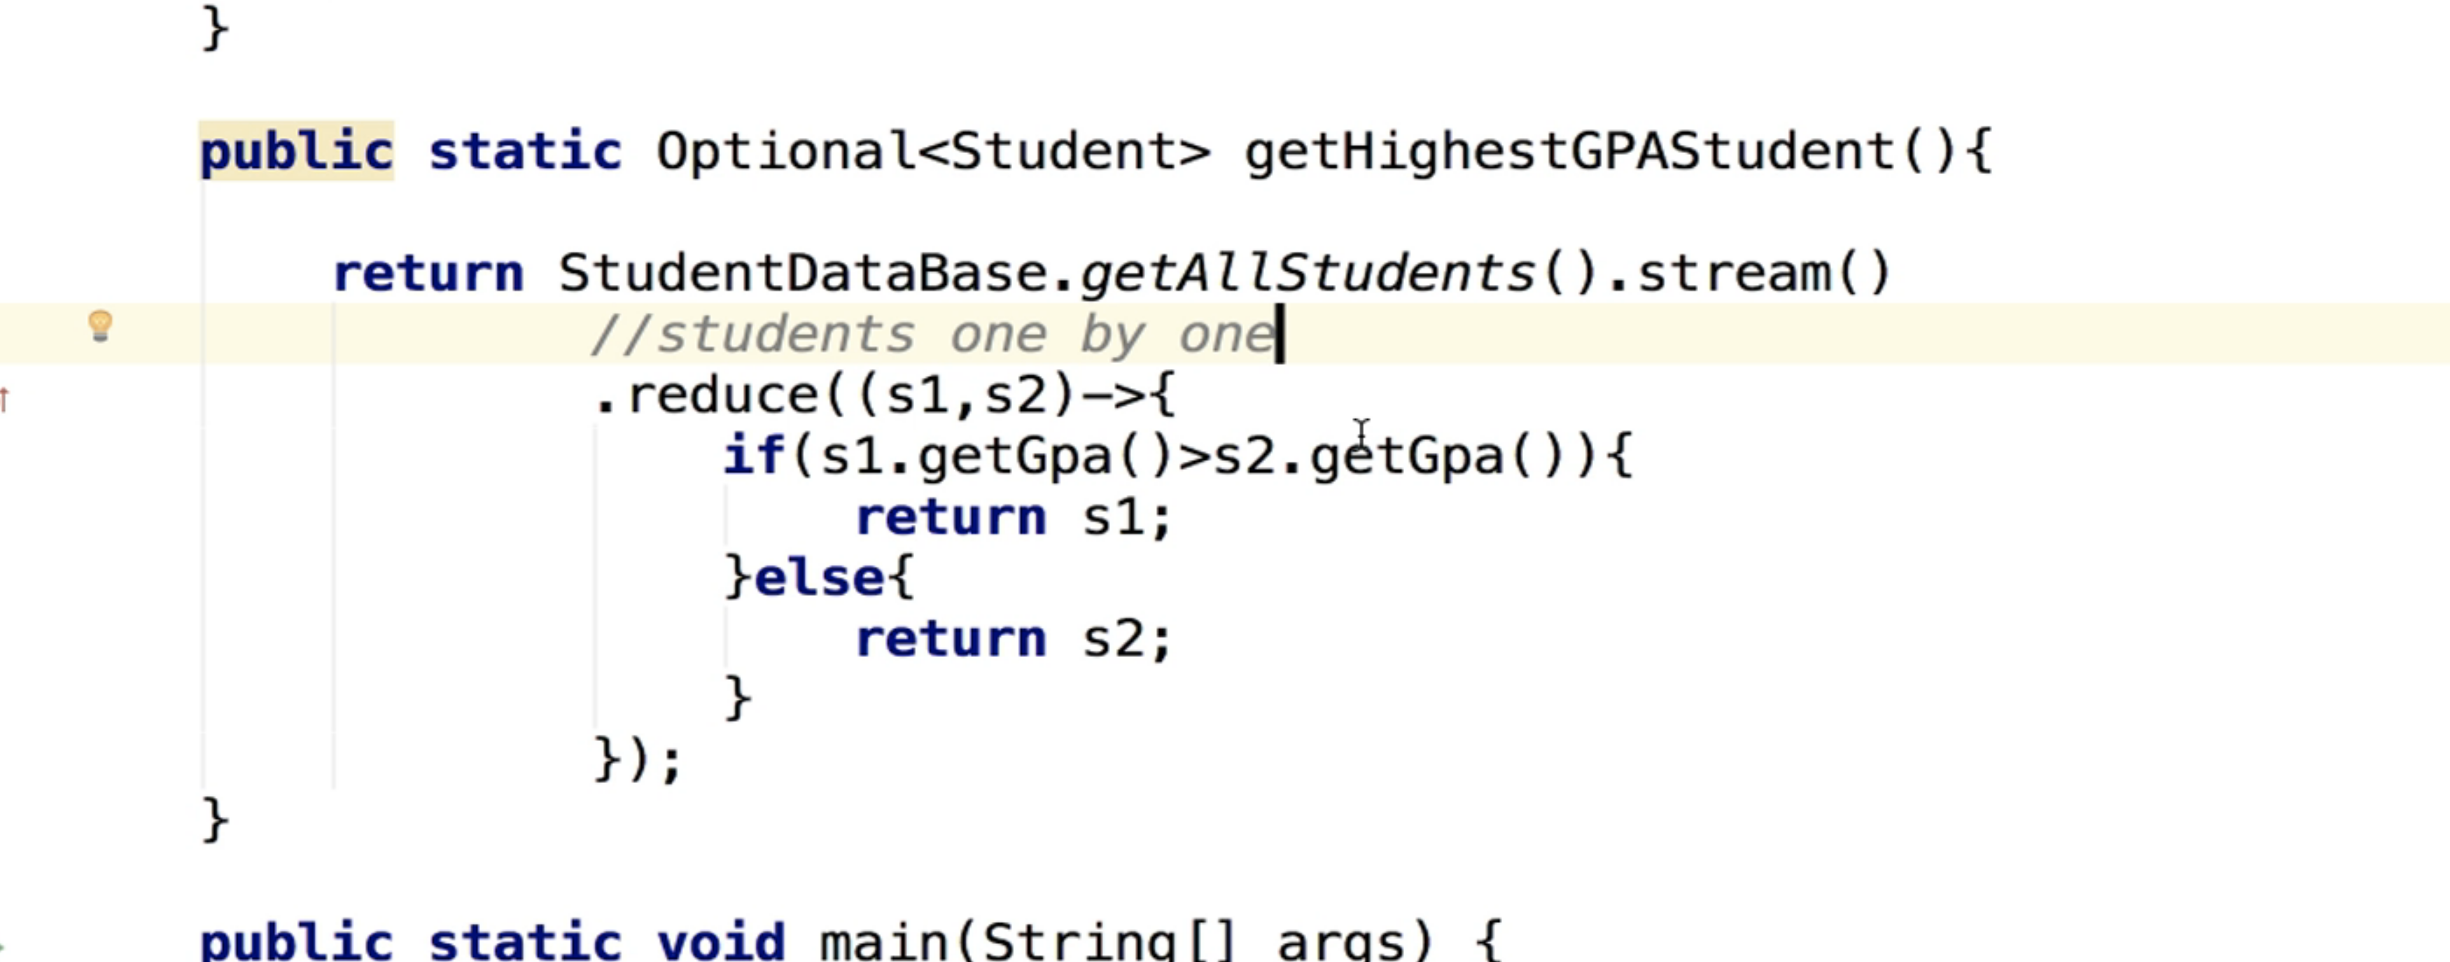 }
public static Optional<Student> getHighestGPAStudent(){
return StudentDataBase.getAllStudents().stream()
//students one by one
.reduce((s1,s2)->{
if(s1.getGpa()>s2.getGpa()){
return s1;
}else{
return s2;
}
});
}
public static void main(String[] args) {